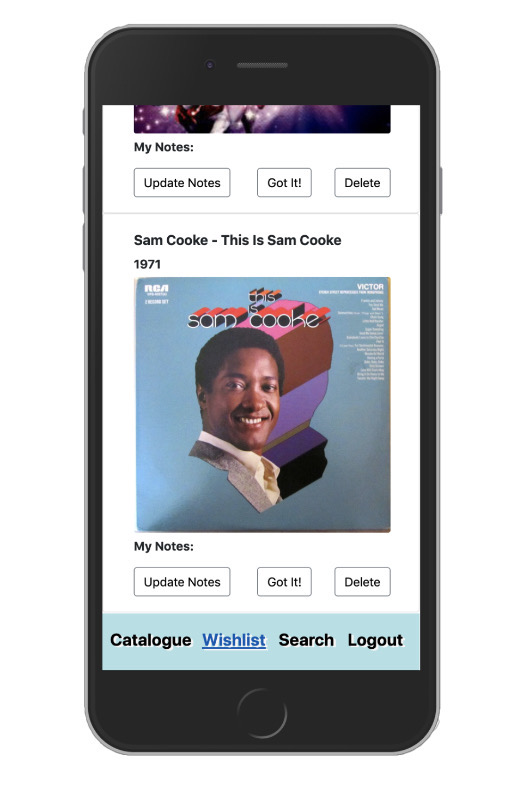 My Notes:
Update Notes Got It! Delete
Sam Cooke - This Is Sam Cooke
1971
RCA
VICTOR
2 RECORD SET
this
is
sam cooke
My Notes:
Update Notes Got It! Delete
Catalogue Wishlist Search Logout